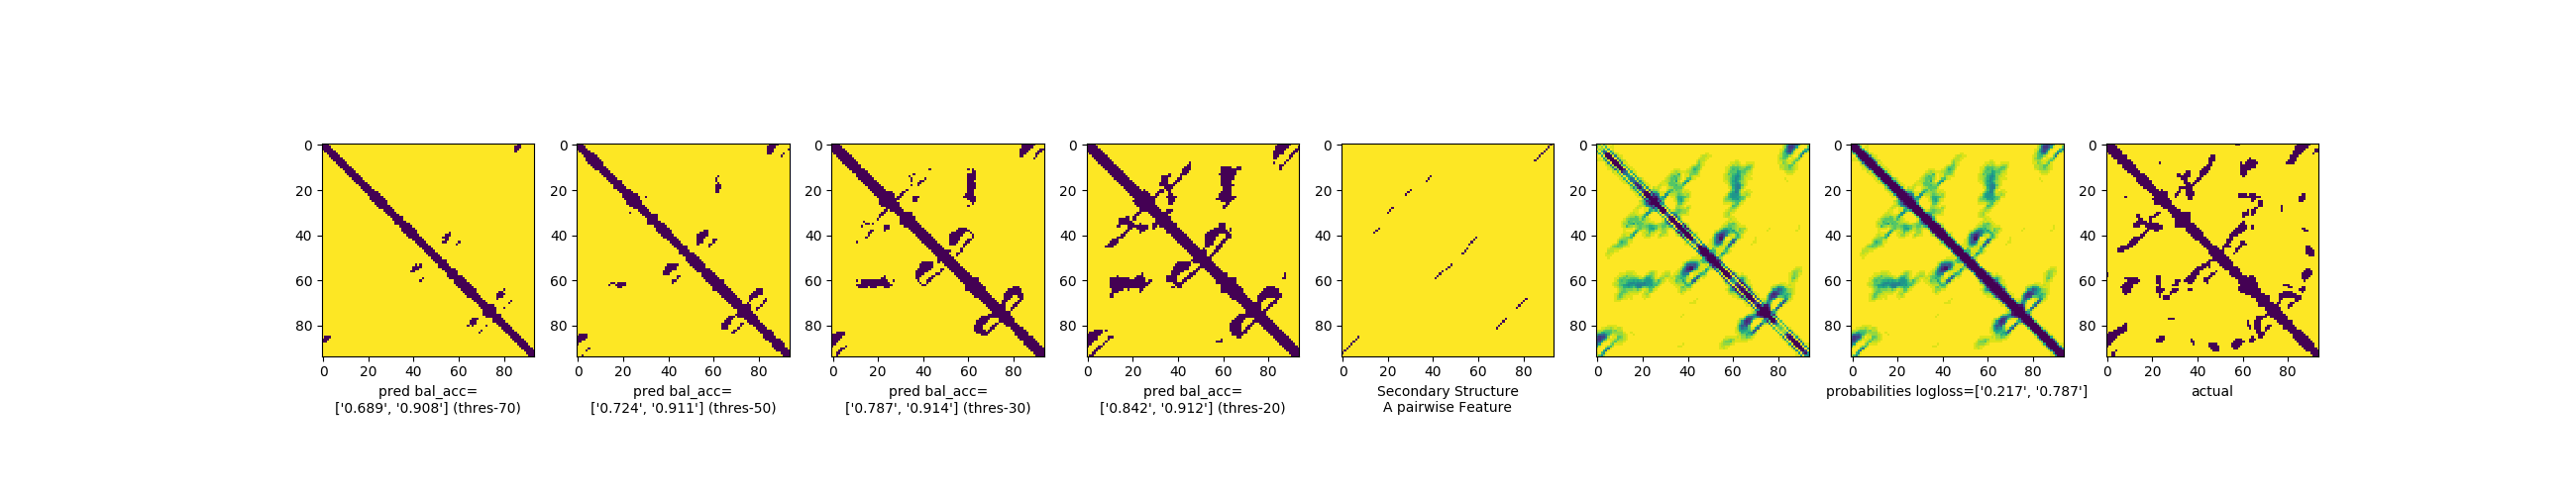 0
20
40
60
80
0 20 40 60 80
pred bal_acc=
['0.689', '0.908'] (thres-70)
0
20
40
60
80
0 20 40 60 80
pred bal_acc=
['0.724', '0.911'] (thres-50)
0
20
40
60
80
0 20 40 60 80
pred bal_acc=
['0.787', '0.914'] (thres-30)
0
20
40
60
80
0 20 40 60 80
pred bal_acc=
['0.842', '0.912'] (thres-20)
0
20
40
60
80
0 20 40 60 80
Secondary Structure
A pairwise Feature
0
20
40
60
80
0 20 40 60 80
0
20
40
60
80
0 20 40 60 80
probabilities logloss=['0.217', '0.787']
0
20
40
60
80
0 20 40 60 80
actual